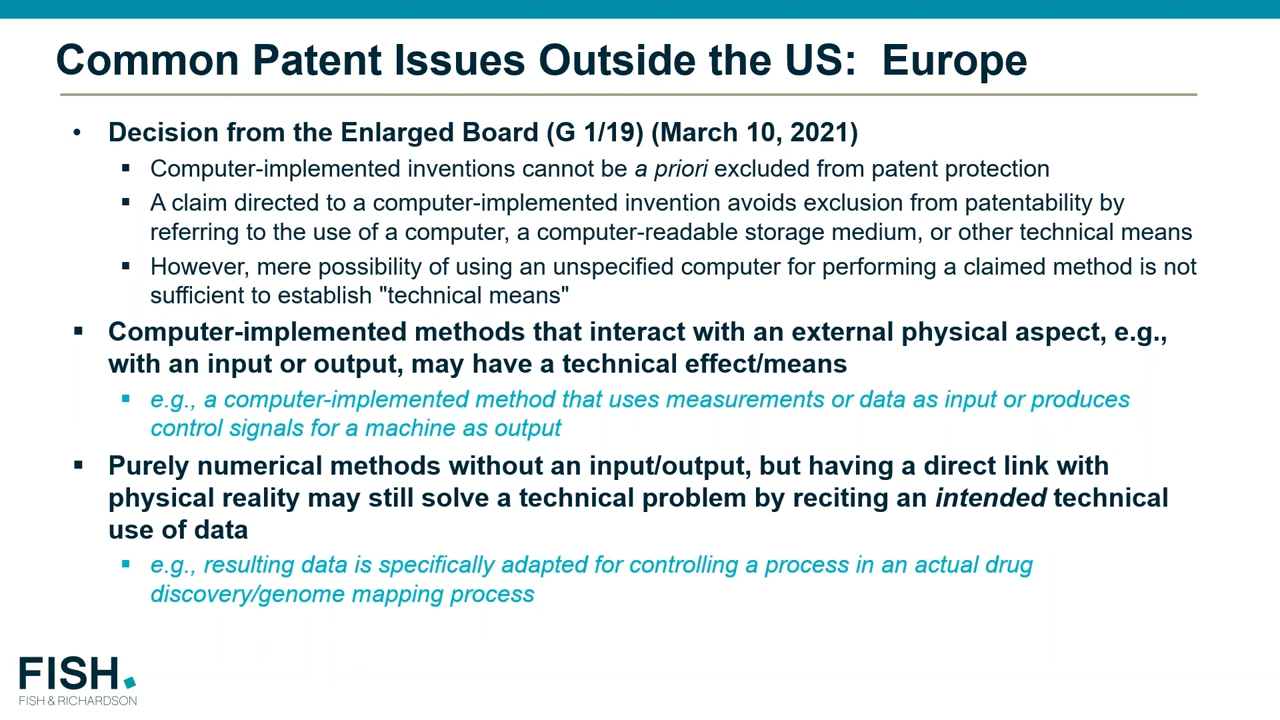 Common Patent Issues Outside the US: Europe
• Decision from the Enlarged Board (G 1/19) (March 10, 2021)
▪ Computer-implemented inventions cannot be a priori excluded from patent protection
▪ A claim directed to a computer-implemented invention avoids exclusion from patentability by
referring to the use of a computer, a computer-readable storage medium, or other technical means
▪ However, mere possibility of using an unspecified computer for performing a claimed method is not
sufficient to establish "technical means"
▪ Computer-implemented methods that interact with an external physical aspect, e.g.,
with an input or output, may have a technical effect/means
▪ e.g., a computer-implemented method that uses measurements or data as input or produces
control signals for a machine as output
▪ Purely numerical methods without an input/output, but having a direct link with
physical reality may still solve a technical problem by reciting an intended technical
use of data
▪ e.g., resulting data is specifically adapted for controlling a process in an actual drug
discovery/genome mapping process
FISH.
FISH & RICHARDSON